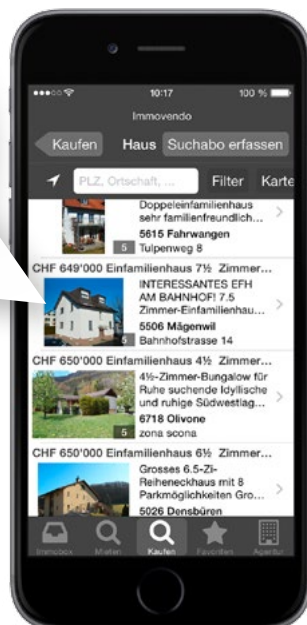 10:17
100 %
Immovendo
Kaufen Haus Suchabo erfassen
PLZ, Ortschaft, ... Filter Karte
Doppeleinfamilienhaus
sehr familienfreundlich...
5615 Fahrwangen
5 Tulpenweg 8
CHF 649'000 Einfamilienhaus 7½ Zimmer...
INTERESSANTES EFH
AM BAHNHOF! 7.5
Zimmer-Einfamilienhau...
5506 Mägenwil
5 Bahnhofstrasse 14
CHF 650'000 Einfamilienhaus 4½ Zimmer...
4½-Zimmer-Bungalow für
Ruhe suchende Idyllische
und ruhige Südwestlag...
6718 Olivone
5 zona scona
CHF 650'000 Einfamilienhaus 6½ Zimmer...
Grosses 6.5-Zi-
Reiheneckhaus mit 8
Parkmöglichkeiten Gro...
5026 Densbüren
Immobox Mieten Kaufen Favoriten Agentur